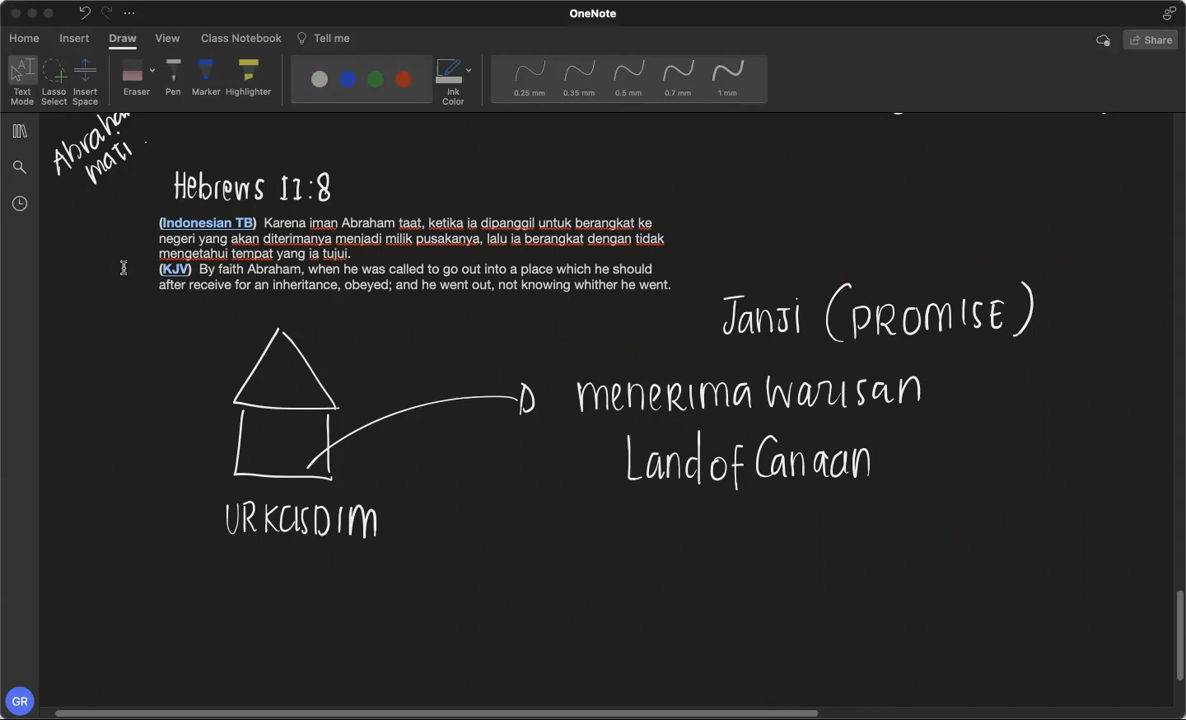 OneNote
Home Insert Draw View Class Notebook Tell me
Share
Text Mode
Lasso Select
Insert Space
Eraser
Pen
Marker
Highlighter
Ink Color
0.25 mm 0.35 mm 0.5 mm 0.7 mm 1 mm
Abraham
mati
Hebrews 11:8
(Indonesian TB) Karena iman Abraham taat, ketika ia dipanggil untuk berangkat ke
negeri yang akan diterimanya menjadi milik pusakanya, lalu ia berangkat dengan tidak
mengetahui tempat yang ia tujui.
(KJV) By faith Abraham, when he was called to go out into a place which he should
after receive for an inheritance, obeyed; and he went out, not knowing whither he went.
Janji (PROMISE)
menerima warisan
Land of Canaan
URKASDIM
GR